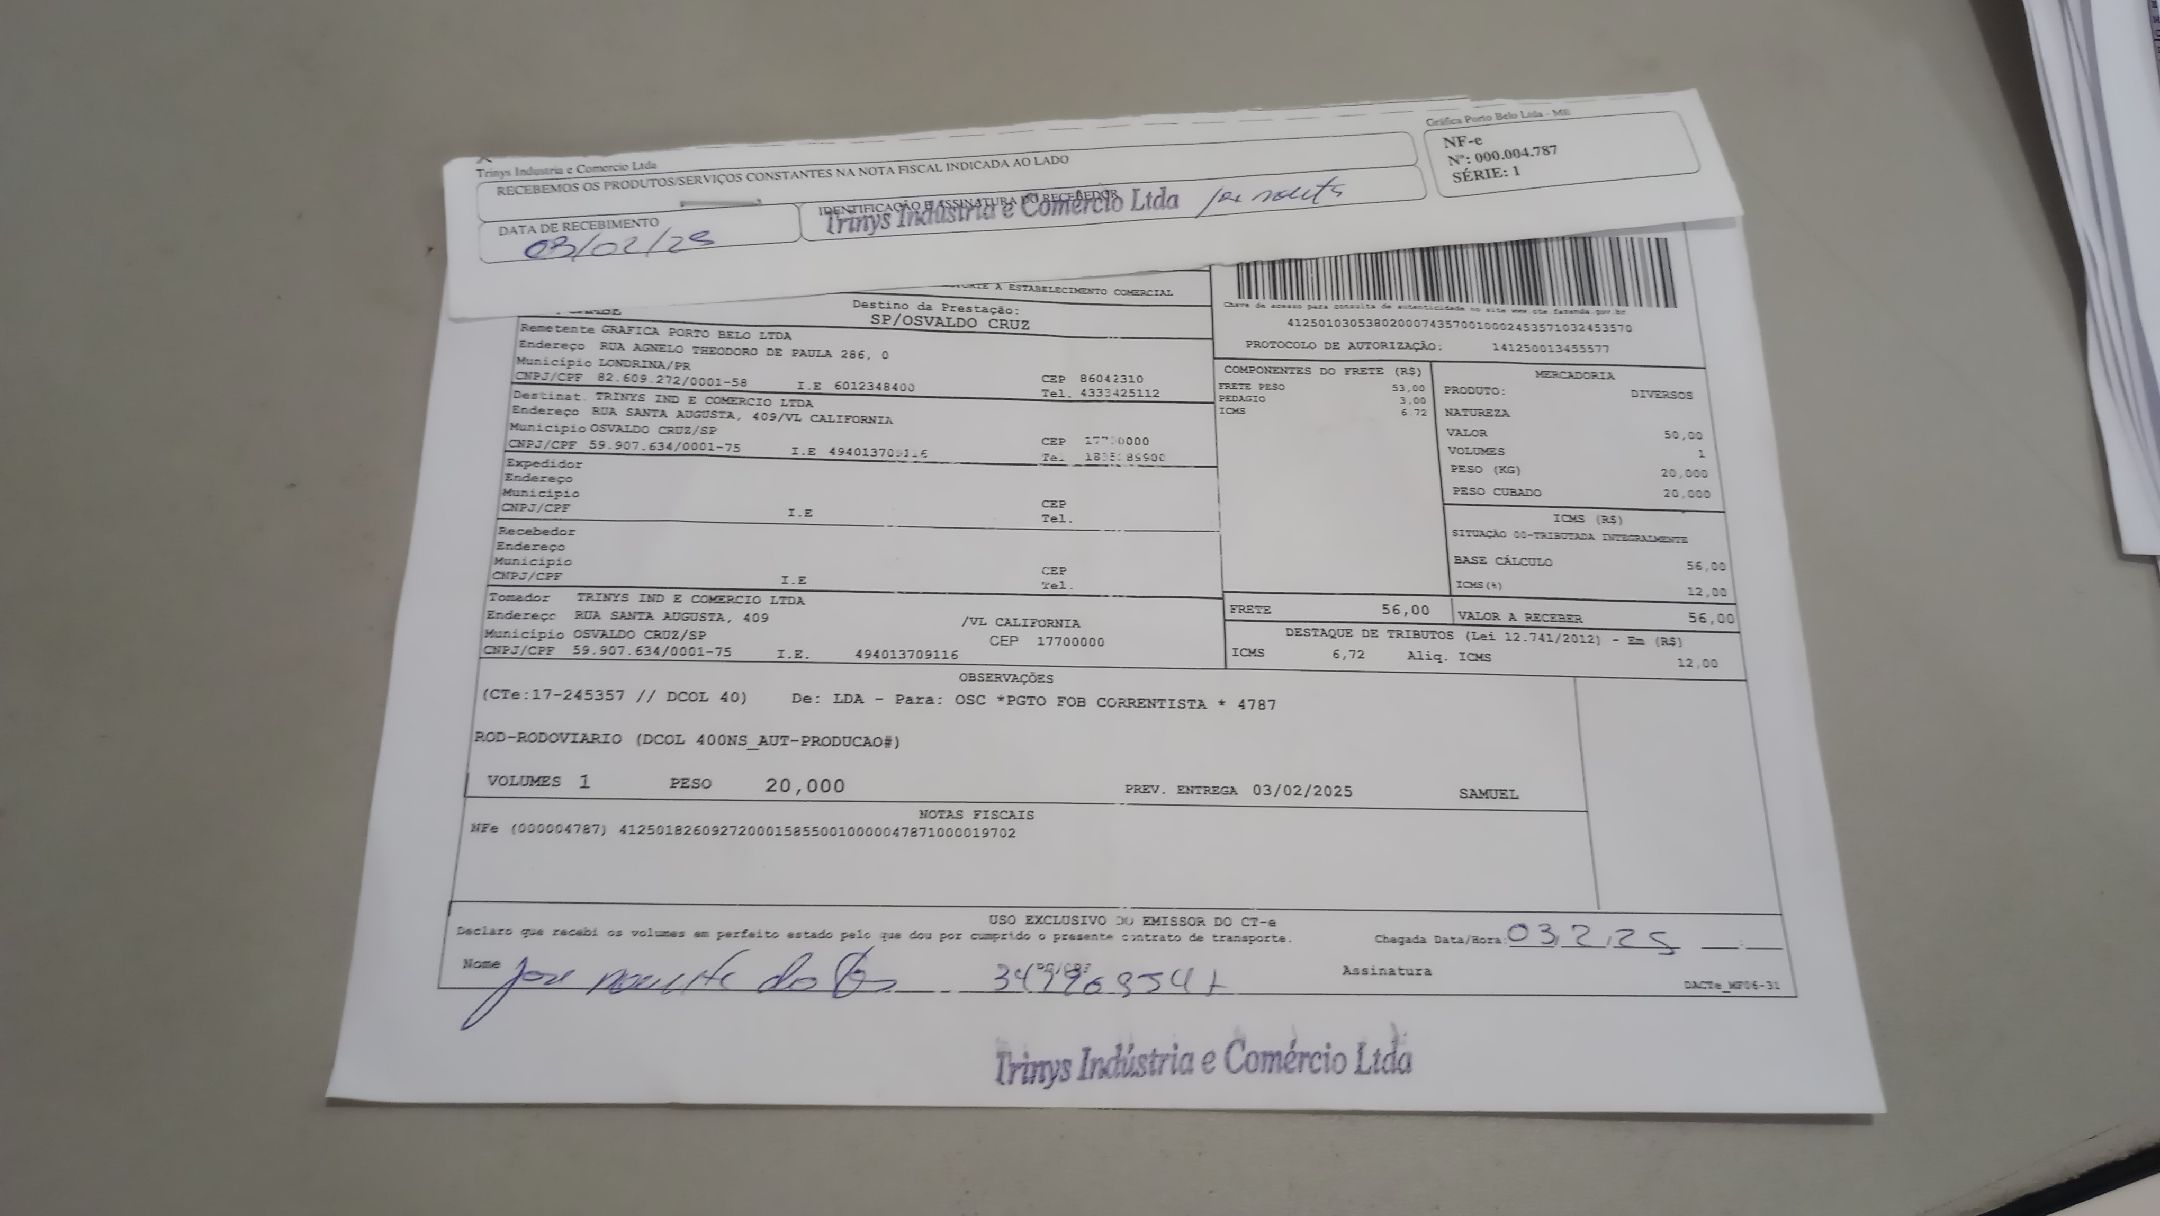 Trinys Industria e Comercio Ltda
Gráfica Porto Belo Ltda - ME
RECEBEMOS OS PRODUTOS/SERVIÇOS CONSTANTES NA NOTA FISCAL INDICADA AO LADO
NF-e
Nº: 000.004.787
SÉRIE: 1
DATA DE RECEBIMENTO
03/02/25
IDENTIFICAÇÃO E ASSINATURA DO RECEBEDOR
Trinys Indústria e Comércio Ltda
A ESTABELECIMENTO COMERCIAL
Destino da Prestação:
SP/OSVALDO CRUZ
Chave de acesso para consulta de autenticidade no site www.cte.fazenda.gov.br
41250103053802000743570010002453571032453570
PROTOCOLO DE AUTORIZAÇÃO: 141250013455577
Remetente GRAFICA PORTO BELO LTDA
Endereço RUA AGNELO THEODORO DE PAULA 286, 0
Município LONDRINA/PR CEP 86042310
CNPJ/CPF 82.609.272/0001-58 I.E 6012348400 Tel. 4333425112
Destinat. TRINYS IND E COMERCIO LTDA
Endereço RUA SANTA AUGUSTA, 409/VL CALIFORNIA
Município OSVALDO CRUZ/SP CEP
CNPJ/CPF 59.907.634/0001-75 I.E Tel.
Expedidor
Endereço
Município CEP
CNPJ/CPF I.E Tel.
Recebedor
Endereço
Município CEP
CNPJ/CPF I.E Tel.
Tomador TRINYS IND E COMERCIO LTDA
Endereço RUA SANTA AUGUSTA, 409 /VL CALIFORNIA
Município OSVALDO CRUZ/SP CEP 17700000
CNPJ/CPF 59.907.634/0001-75 I.E. 494013709116
COMPONENTES DO FRETE (R$)
FRETE PESO 53,00
PEDAGIO 3,00
ICMS 6.72
MERCADORIA
PRODUTO: DIVERSOS
NATUREZA
VALOR 50,00
VOLUMES 1
PESO (KG) 20,000
PESO CUBADO 20,000
ICMS (R$)
SITUAÇÃO 00-TRIBUTADA INTEGRALMENTE
BASE CÁLCULO 56,00
ICMS(%) 12,00
FRETE 56,00 VALOR A RECEBER 56,00
DESTAQUE DE TRIBUTOS (Lei 12.741/2012) - Em (R$)
ICMS 6,72 Aliq. ICMS 12,00
OBSERVAÇÕES
(CTe:17-245357 // DCOL 40) De: LDA - Para: OSC *PGTO FOB CORRENTISTA * 4787
ROD-RODOVIARIO (DCOL 400NS_AUT-PRODUCAO#)
VOLUMES 1 PESO 20,000 PREV. ENTREGA 03/02/2025 SAMUEL
NOTAS FISCAIS
NFe (000004787) 41250182609272000158550010000047871000019702
USO EXCLUSIVO DO EMISSOR DO CT-e
Declaro que recebi os volumes em perfeito estado pelo que dou por cumprido o presente contrato de transporte.
Chegada Data/Hora: 03 2 25
Nome Assinatura
DACTe_MF06-31
Trinys Indústria e Comércio Ltda